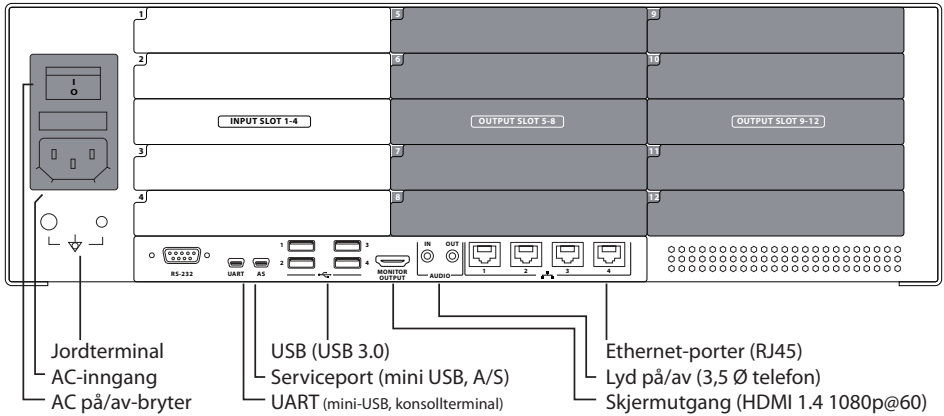 1 5 9
2 6 10
I
O
INPUT SLOT 1-4 OUTPUT SLOT 5-8 OUTPUT SLOT 9-12
3 7 11
4 8 12
RS-232 UART AS 1 2 3 4 MONITOR OUTPUT IN OUT AUDIO 1 2 3 4
Jordterminal
AC-inngang
AC på/av-bryter
USB (USB 3.0)
Serviceport (mini USB, A/S)
UART (mini-USB, konsollterminal)
Ethernet-porter (RJ45)
Lyd på/av (3,5 Ø telefon)
Skjermutgang (HDMI 1.4 1080p@60)